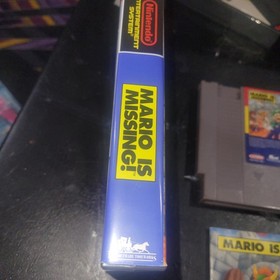 Nintendo
ENTERTAINMENT
SYSTEM
MARIO IS
MISSING!
MARIO IS